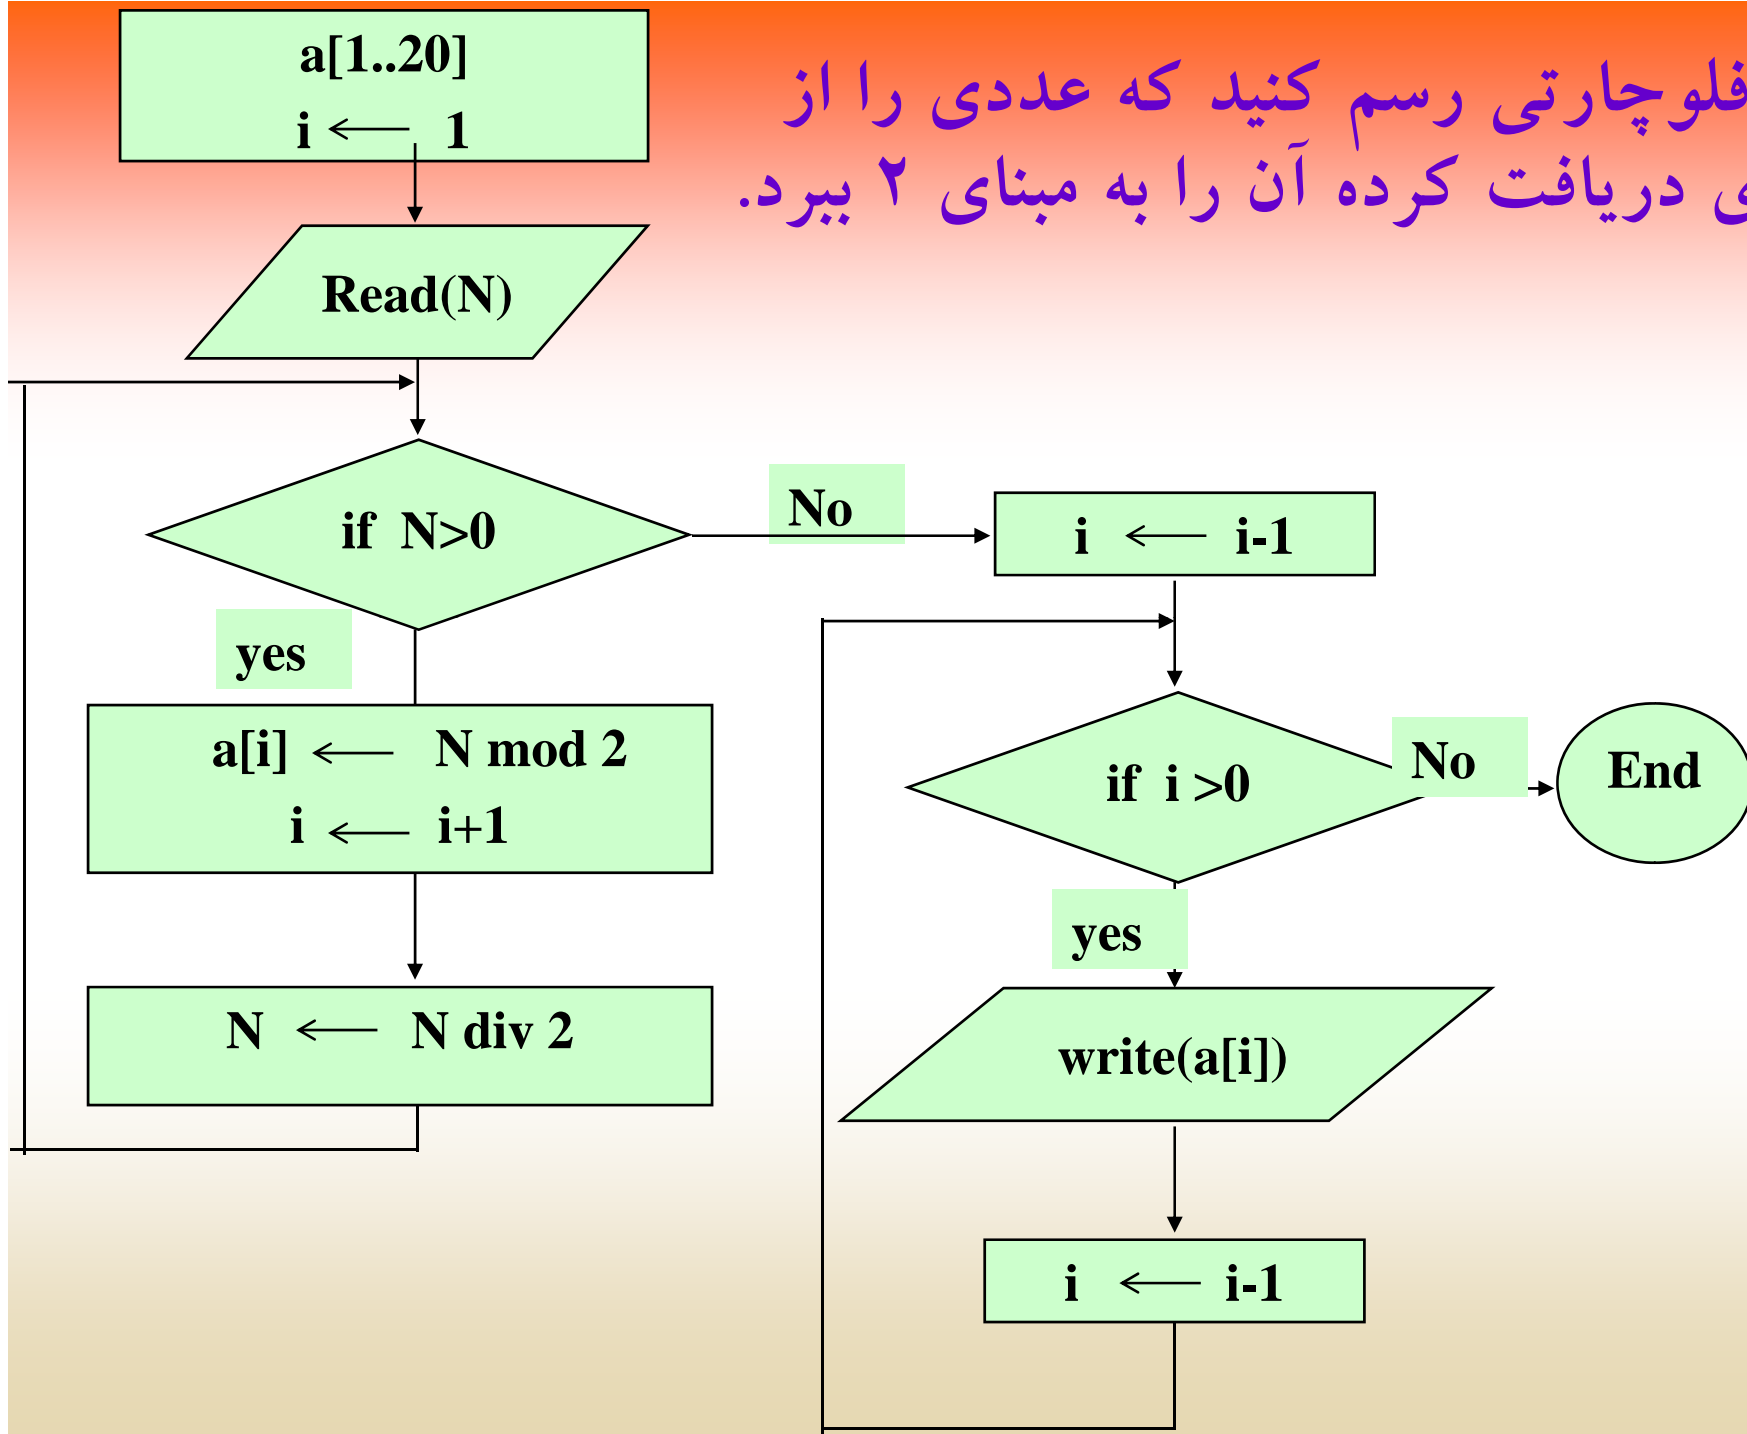 فلوچارتی رسم کنید که عددی را از
ی دریافت کرده آن را به مبنای ۲ ببرد.
a[1..20]
i ← 1
Read(N)
if N>0
No
i ← i-1
yes
a[i] ← N mod 2
i ← i+1
N ← N div 2
if i >0
No
End
yes
write(a[i])
i ← i-1